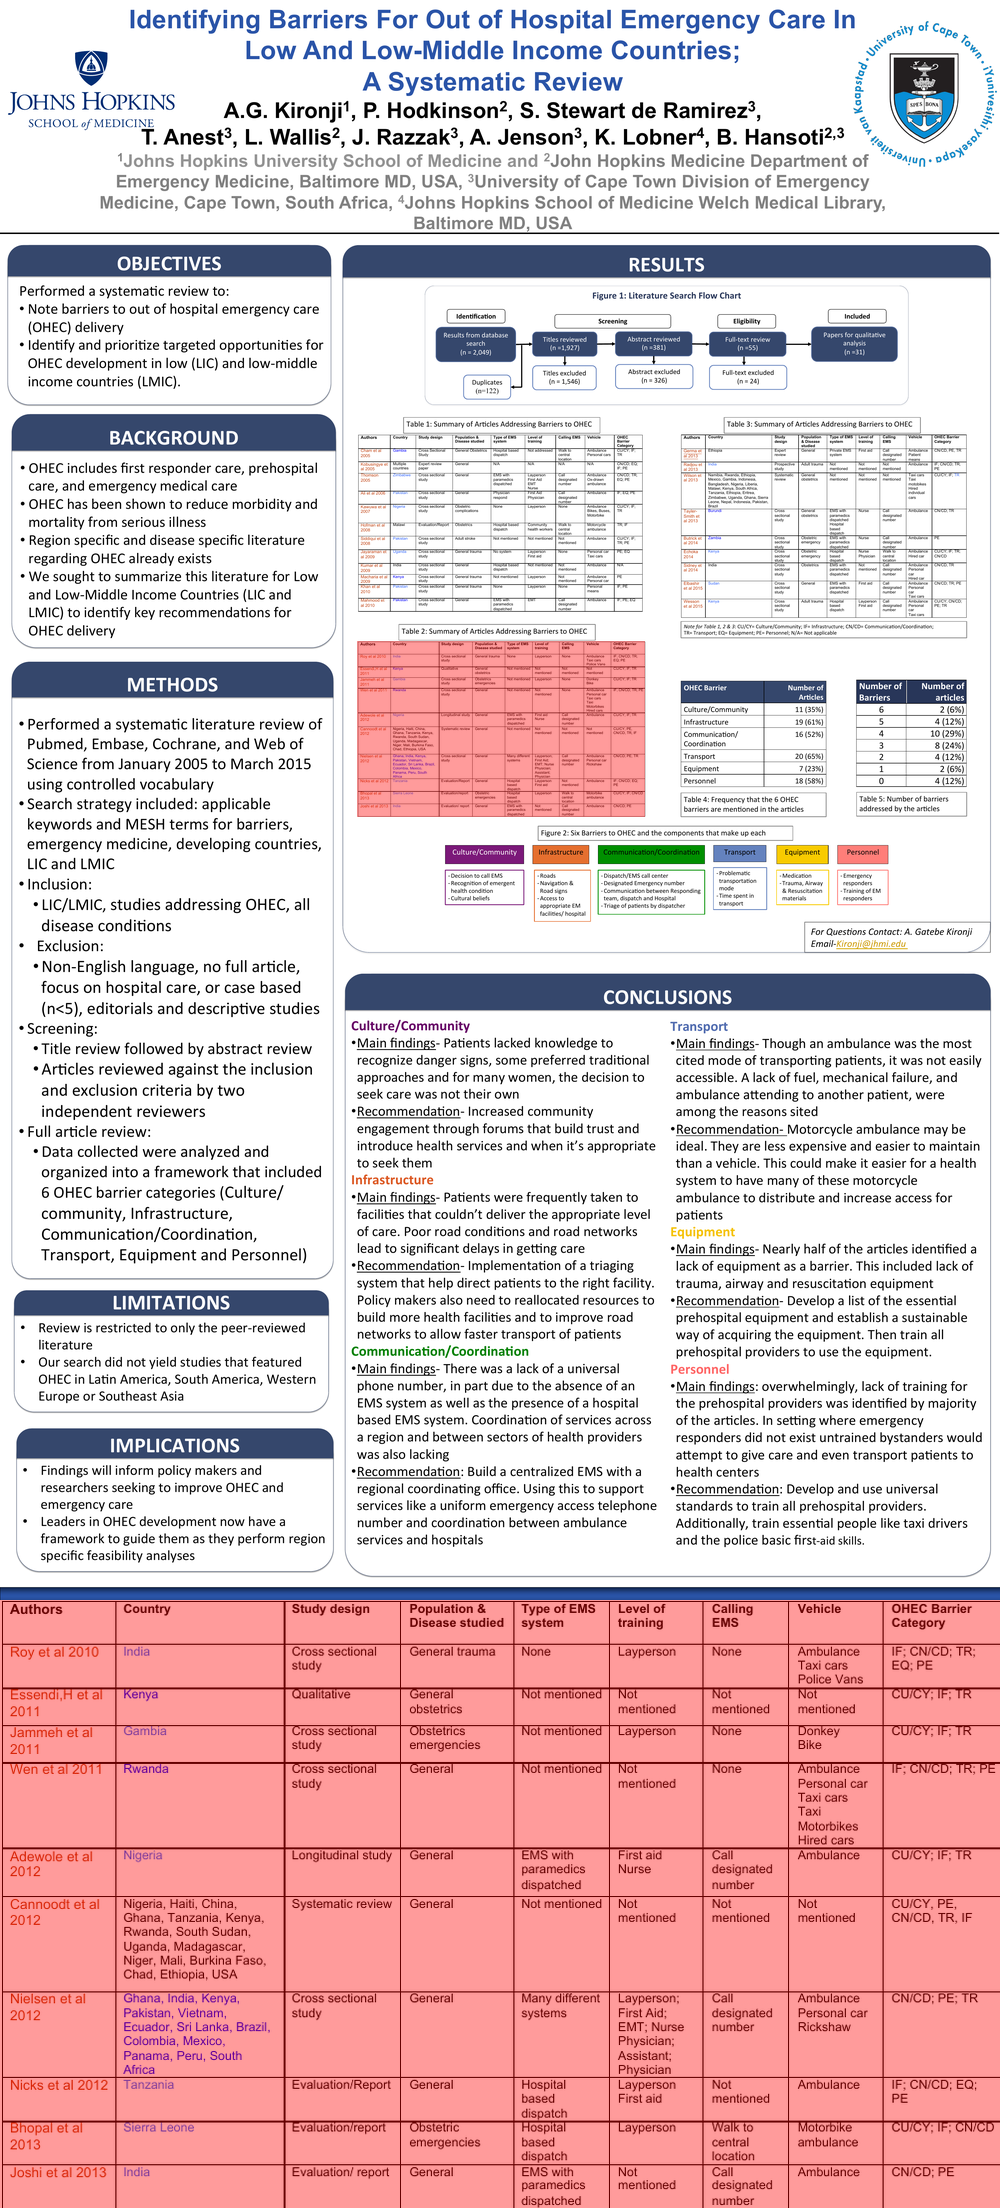 Identifying Barriers For Out of Hospital Emergency Care In
Low And Low-Middle Income Countries;
A Systematic Review
JOHNS HOPKINS
SCHOOL of MEDICINE
University of Cape Town · iYunivesithi yaseKapa · Universiteit van Kaapstad ·
SPES BONA
A.G. Kironji¹, P. Hodkinson², S. Stewart de Ramirez³,
T. Anest³, L. Wallis², J. Razzak³, A. Jenson³, K. Lobner⁴, B. Hansoti²,³
¹Johns Hopkins University School of Medicine and ²John Hopkins Medicine Department of
Emergency Medicine, Baltimore MD, USA, ³University of Cape Town Division of Emergency
Medicine, Cape Town, South Africa, ⁴Johns Hopkins School of Medicine Welch Medical Library,
Baltimore MD, USA
OBJECTIVES
Performed a systematic review to:
• Note barriers to out of hospital emergency care
(OHEC) delivery
• Identify and prioritize targeted opportunities for
OHEC development in low (LIC) and low-middle
income countries (LMIC).
BACKGROUND
• OHEC includes first responder care, prehospital
care, and emergency medical care
• OHEC has been shown to reduce morbidity and
mortality from serious illness
• Region specific and disease specific literature
regarding OHEC already exists
• We sought to summarize this literature for Low
and Low-Middle Income Countries (LIC and
LMIC) to identify key recommendations for
OHEC delivery
METHODS
• Performed a systematic literature review of
Pubmed, Embase, Cochrane, and Web of
Science from January 2005 to March 2015
using controlled vocabulary
• Search strategy included: applicable
keywords and MESH terms for barriers,
emergency medicine, developing countries,
LIC and LMIC
• Inclusion:
• LIC/LMIC, studies addressing OHEC, all
disease conditions
• Exclusion:
• Non-English language, no full article,
focus on hospital care, or case based
(n<5), editorials and descriptive studies
• Screening:
• Title review followed by abstract review
• Articles reviewed against the inclusion
and exclusion criteria by two
independent reviewers
• Full article review:
• Data collected were analyzed and
organized into a framework that included
6 OHEC barrier categories (Culture/
community, Infrastructure,
Communication/Coordination,
Transport, Equipment and Personnel)
LIMITATIONS
• Review is restricted to only the peer-reviewed
literature
• Our search did not yield studies that featured
OHEC in Latin America, South America, Western
Europe or Southeast Asia
IMPLICATIONS
• Findings will inform policy makers and
researchers seeking to improve OHEC and
emergency care
• Leaders in OHEC development now have a
framework to guide them as they perform region
specific feasibility analyses
RESULTS
Figure 1: Literature Search Flow Chart
Identification
Screening
Eligibility
Included
Results from database
search
(n = 2,049)
Titles reviewed
(n =1,927)
Abstract reviewed
(n =381)
Full-text review
(n =55)
Papers for qualitative
analysis
(n =31)
Duplicates
(n=122)
Titles excluded
(n = 1,546)
Abstract excluded
(n = 326)
Full-text excluded
(n = 24)
Table 1: Summary of Articles Addressing Barriers to OHEC
Table 3: Summary of Articles Addressing Barriers to OHEC
Note for Table 1, 2 & 3: CU/CY= Culture/Community; IF= Infrastructure; CN/CD= Communication/Coordination;
TR= Transport; EQ= Equipment; PE= Personnel; N/A= Not applicable
Table 2: Summary of Articles Addressing Barriers to OHEC
OHEC Barrier Number of Articles
Culture/Community 11 (35%)
Infrastructure 19 (61%)
Communication/Coordination 16 (52%)
Transport 20 (65%)
Equipment 7 (23%)
Personnel 18 (58%)
Table 4: Frequency that the 6 OHEC
barriers are mentioned in the articles
Number of Barriers Number of articles
6 2 (6%)
5 4 (12%)
4 10 (29%)
3 8 (24%)
2 4 (12%)
1 2 (6%)
0 4 (12%)
Table 5: Number of barriers
addressed by the articles
Figure 2: Six Barriers to OHEC and the components that make up each
Culture/Community
- Decision to call EMS
- Recognition of emergent
health condition
- Cultural beliefs
Infrastructure
- Roads
- Navigation &
Road signs
- Access to
appropriate EM
facilities/ hospital
Communication/Coordination
- Dispatch/EMS call center
- Designated Emergency number
- Communication between Responding
team, dispatch and Hospital
- Triage of patients by dispatcher
Transport
- Problematic
transportation
mode
- Time spent in
transport
Equipment
- Medication
- Trauma, Airway
& Resuscitation
materials
Personnel
- Emergency
responders
- Training of EM
responders
For Questions Contact: A. Gatebe Kironji
Email-Kironji@jhmi.edu
CONCLUSIONS
Culture/Community
• Main findings- Patients lacked knowledge to
recognize danger signs, some preferred traditional
approaches and for many women, the decision to
seek care was not their own
• Recommendation- Increased community
engagement through forums that build trust and
introduce health services and when it's appropriate
to seek them
Infrastructure
• Main findings- Patients were frequently taken to
facilities that couldn't deliver the appropriate level
of care. Poor road conditions and road networks
lead to significant delays in getting care
• Recommendation- Implementation of a triaging
system that help direct patients to the right facility.
Policy makers also need to reallocated resources to
build more health facilities and to improve road
networks to allow faster transport of patients
Communication/Coordination
• Main findings- There was a lack of a universal
phone number, in part due to the absence of an
EMS system as well as the presence of a hospital
based EMS system. Coordination of services across
a region and between sectors of health providers
was also lacking
• Recommendation: Build a centralized EMS with a
regional coordinating office. Using this to support
services like a uniform emergency access telephone
number and coordination between ambulance
services and hospitals
Transport
• Main findings- Though an ambulance was the most
cited mode of transporting patients, it was not easily
accessible. A lack of fuel, mechanical failure, and
ambulance attending to another patient, were
among the reasons sited
• Recommendation- Motorcycle ambulance may be
ideal. They are less expensive and easier to maintain
than a vehicle. This could make it easier for a health
system to have many of these motorcycle
ambulance to distribute and increase access for
patients
Equipment
• Main findings- Nearly half of the articles identified a
lack of equipment as a barrier. This included lack of
trauma, airway and resuscitation equipment
• Recommendation- Develop a list of the essential
prehospital equipment and establish a sustainable
way of acquiring the equipment. Then train all
prehospital providers to use the equipment.
Personnel
• Main findings: overwhelmingly, lack of training for
the prehospital providers was identified by majority
of the articles. In setting where emergency
responders did not exist untrained bystanders would
attempt to give care and even transport patients to
health centers
• Recommendation: Develop and use universal
standards to train all prehospital providers.
Additionally, train essential people like taxi drivers
and the police basic first-aid skills.
Authors Country Study design Population & Disease studied Type of EMS system Level of training Calling EMS Vehicle OHEC Barrier Category
Roy et al 2010 India Cross sectional study General trauma None Layperson None Ambulance Taxi cars Police Vans IF; CN/CD; TR; EQ; PE
Essendi,H et al 2011 Kenya Qualitative General obstetrics Not mentioned Not mentioned Not mentioned Not mentioned CU/CY; IF; TR
Jammeh et al 2011 Gambia Cross sectional study Obstetrics emergencies Not mentioned Layperson None Donkey Bike CU/CY; IF; TR
Wen et al 2011 Rwanda Cross sectional study General Not mentioned Not mentioned None Ambulance Personal car Taxi cars Taxi Motorbikes Hired cars IF; CN/CD; TR; PE
Adewole et al 2012 Nigeria Longitudinal study General EMS with paramedics dispatched First aid Nurse Call designated number Ambulance CU/CY; IF; TR
Cannoodt et al 2012 Nigeria, Haiti, China, Ghana, Tanzania, Kenya, Rwanda, South Sudan, Uganda, Madagascar, Niger, Mali, Burkina Faso, Chad, Ethiopia, USA Systematic review General Not mentioned Not mentioned Not mentioned Not mentioned CU/CY, PE, CN/CD, TR, IF
Nielsen et al 2012 Ghana, India, Kenya, Pakistan, Vietnam, Ecuador, Sri Lanka, Brazil, Colombia, Mexico, Panama, Peru, South Africa Cross sectional study General Many different systems Layperson; First Aid; EMT; Nurse Physician; Assistant; Physician Call designated number Ambulance Personal car Rickshaw CN/CD; PE; TR
Nicks et al 2012 Tanzania Evaluation/Report General Hospital based dispatch Layperson First aid Not mentioned Ambulance IF; CN/CD; EQ; PE
Bhopal et al 2013 Sierra Leone Evaluation/report Obstetric emergencies Hospital based dispatch Layperson Walk to central location Motorbike ambulance CU/CY; IF; CN/CD
Joshi et al 2013 India Evaluation/ report General EMS with paramedics dispatched Not mentioned Call designated number Ambulance CN/CD; PE